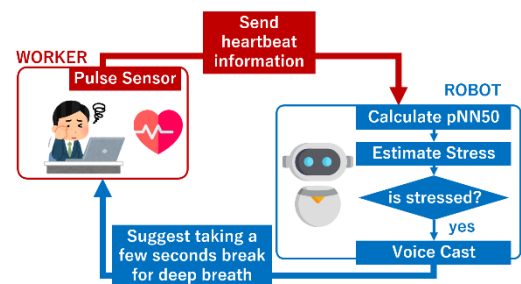 Send
heartbeat
information
WORKER
Pulse Sensor
ROBOT
Calculate pNN50
Estimate Stress
is stressed?
yes
Voice Cast
Suggest taking a
few seconds break
for deep breath